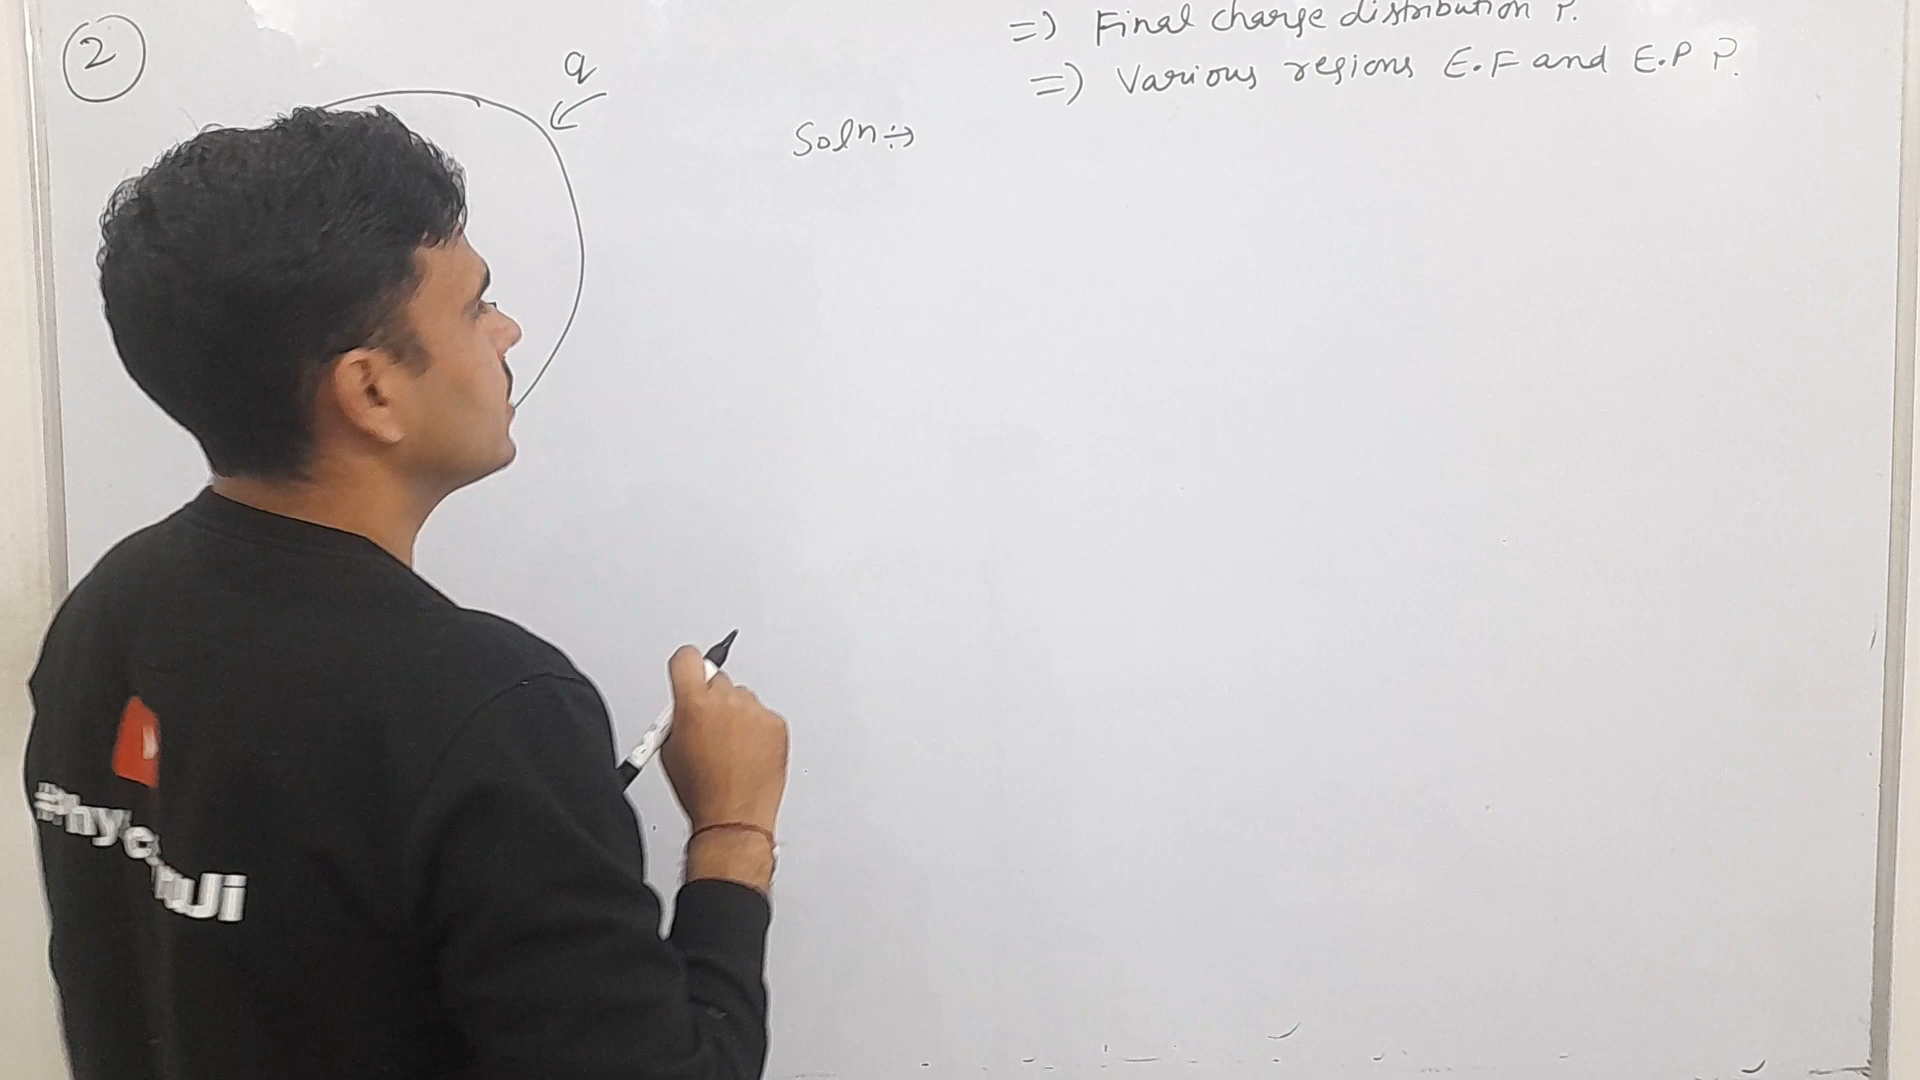 2
q
=) Final charge distribution ?.
=) Various regions E.F and E.P ?.
Soln ÷)